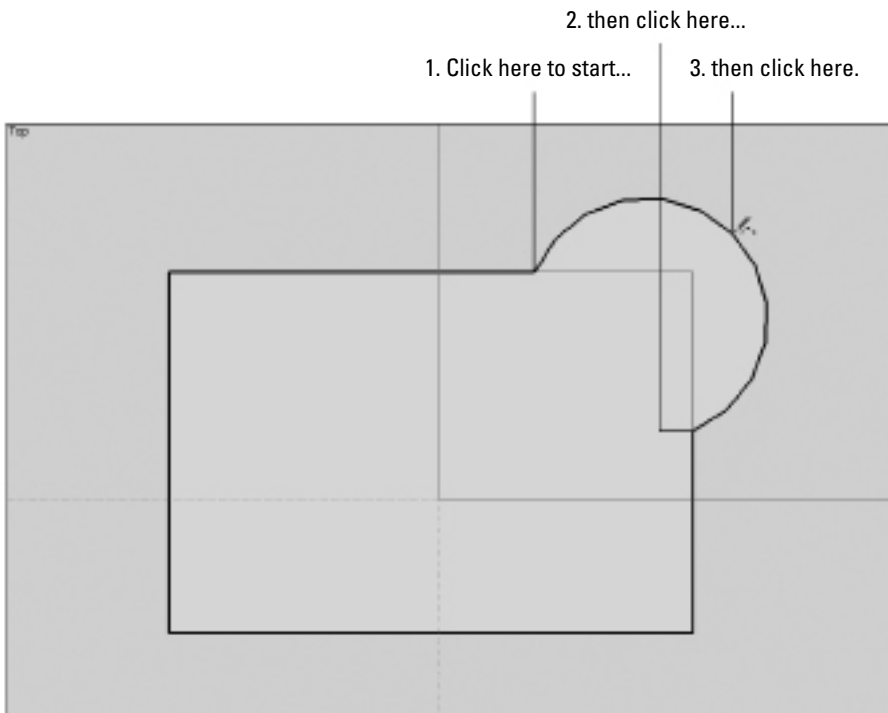 2. then click here...
1. Click here to start...
3. then click here.
Top